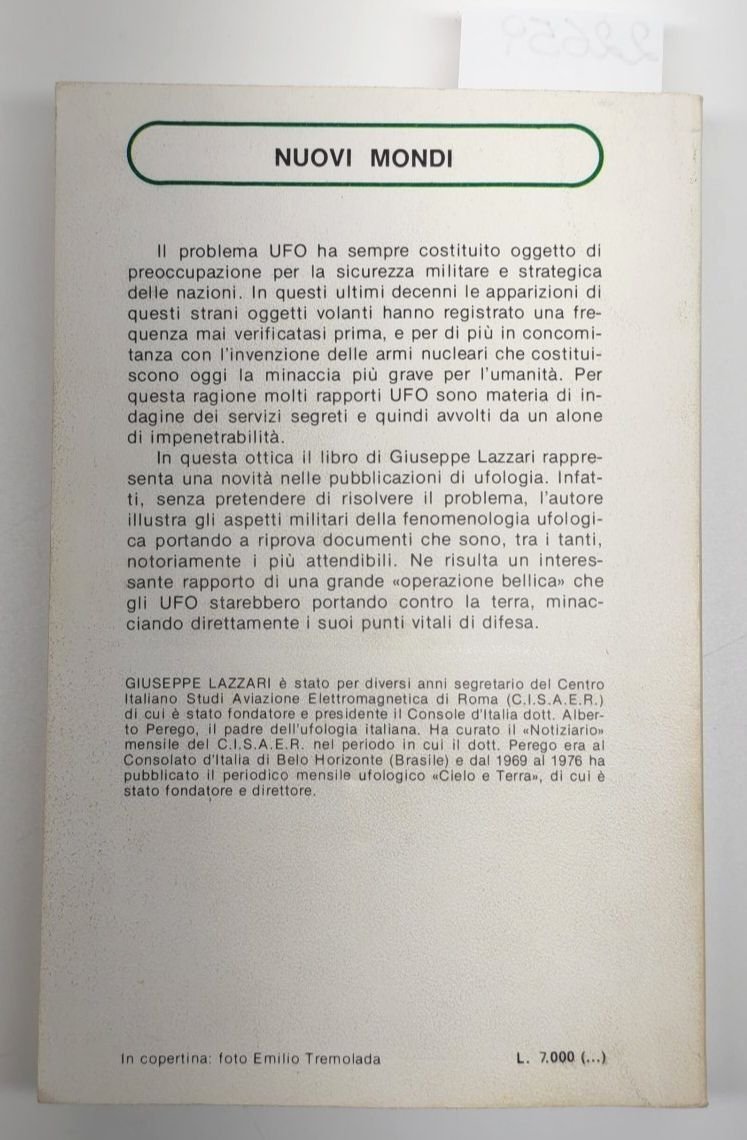 22659
NUOVI MONDI
Il problema UFO ha sempre costituito oggetto di
preoccupazione per la sicurezza militare e strategica
delle nazioni. In questi ultimi decenni le apparizioni di
questi strani oggetti volanti hanno registrato una fre-
quenza mai verificatasi prima, e per di più in concomi-
tanza con l'invenzione delle armi nucleari che costitui-
scono oggi la minaccia più grave per l'umanità. Per
questa ragione molti rapporti UFO sono materia di in-
dagine dei servizi segreti e quindi avvolti da un alone
di impenetrabilità.
In questa ottica il libro di Giuseppe Lazzari rappre-
senta una novità nelle pubblicazioni di ufologia. Infat-
ti, senza pretendere di risolvere il problema, l'autore
illustra gli aspetti militari della fenomenologia ufologi-
ca portando a riprova documenti che sono, tra i tanti,
notoriamente i più attendibili. Ne risulta un interes-
sante rapporto di una grande «operazione bellica» che
gli UFO starebbero portando contro la terra, minac-
ciando direttamente i suoi punti vitali di difesa.
GIUSEPPE LAZZARI è stato per diversi anni segretario del Centro
Italiano Studi Aviazione Elettromagnetica di Roma (C.I.S.A.E.R.)
di cui è stato fondatore e presidente il Console d'Italia dott. Alber-
to Perego, il padre dell'ufologia italiana. Ha curato il «Notiziario»
mensile del C.I.S.A.E.R. nel periodo in cui il dott. Perego era al
Consolato d'Italia di Belo Horizonte (Brasile) e dal 1969 al 1976 ha
pubblicato il periodico mensile ufologico «Cielo e Terra», di cui è
stato fondatore e direttore.
In copertina: foto Emilio Tremolada
L. 7.000 (...)